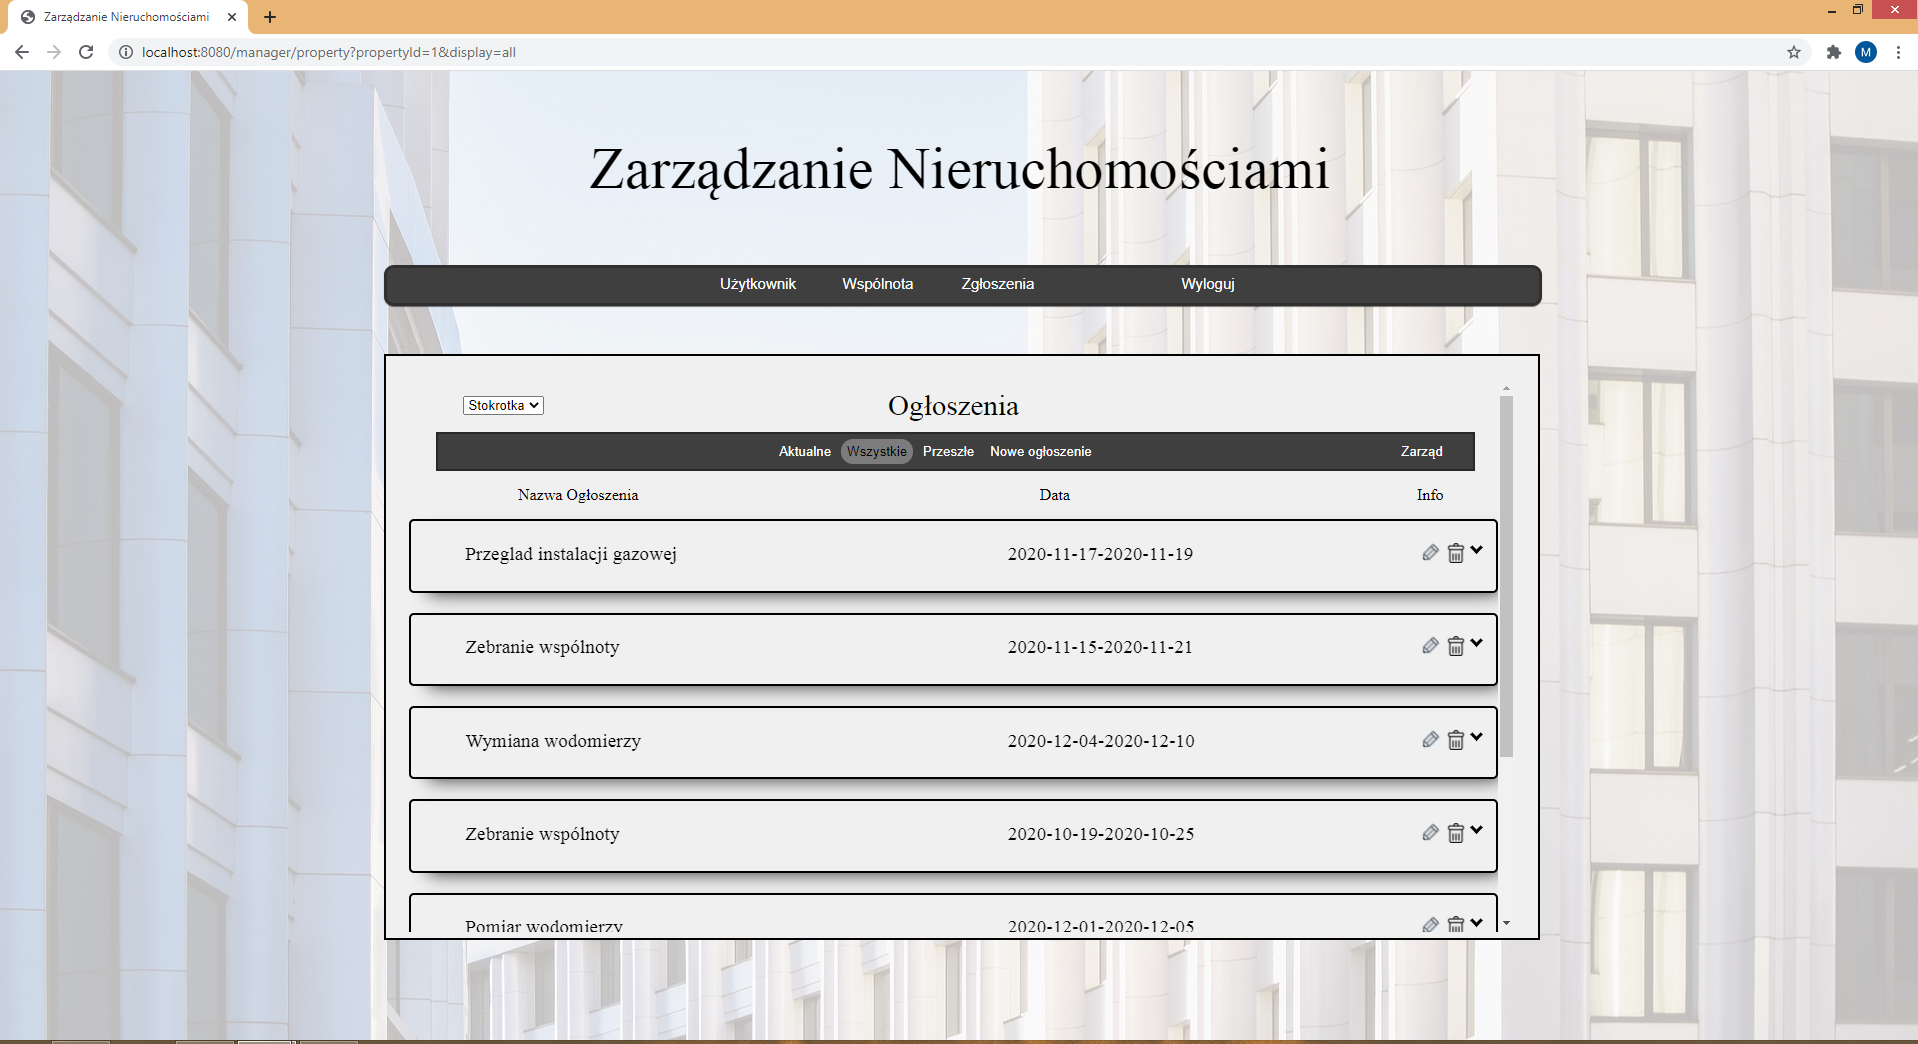 Zarządzanie Nieruchomościami
localhost:8080/manager/property?propertyId=1&display=all
M
Zarządzanie Nieruchomościami
Użytkownik Wspólnota Zgłoszenia Wyloguj
Stokrotka
Ogłoszenia
Aktualne Wszystkie Przeszłe Nowe ogłoszenie Zarząd
Nazwa Ogłoszenia Data Info
Przeglad instalacji gazowej 2020-11-17-2020-11-19
Zebranie wspólnoty 2020-11-15-2020-11-21
Wymiana wodomierzy 2020-12-04-2020-12-10
Zebranie wspólnoty 2020-10-19-2020-10-25
Pomiar wodomierzy 2020-12-01-2020-12-05